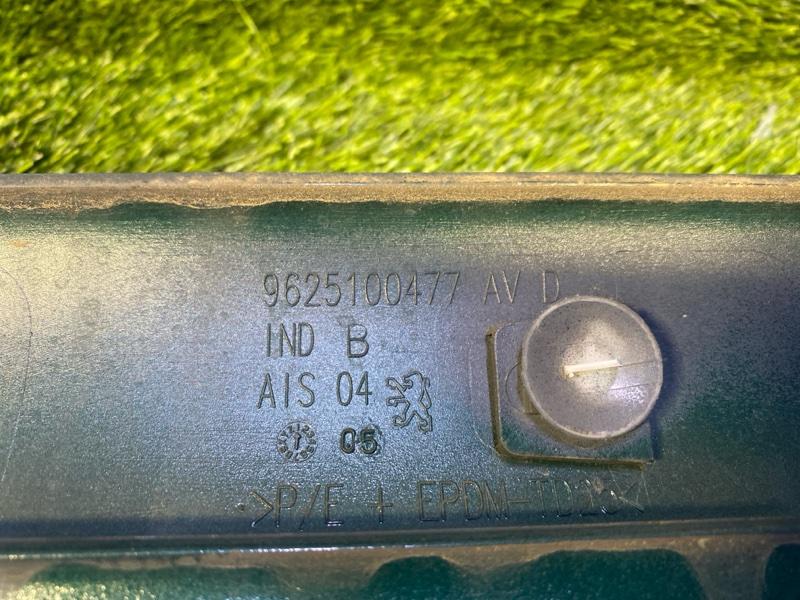 9625100477 AV D
IND B
AIS 04
05
>P/E + EPDM-TD20<